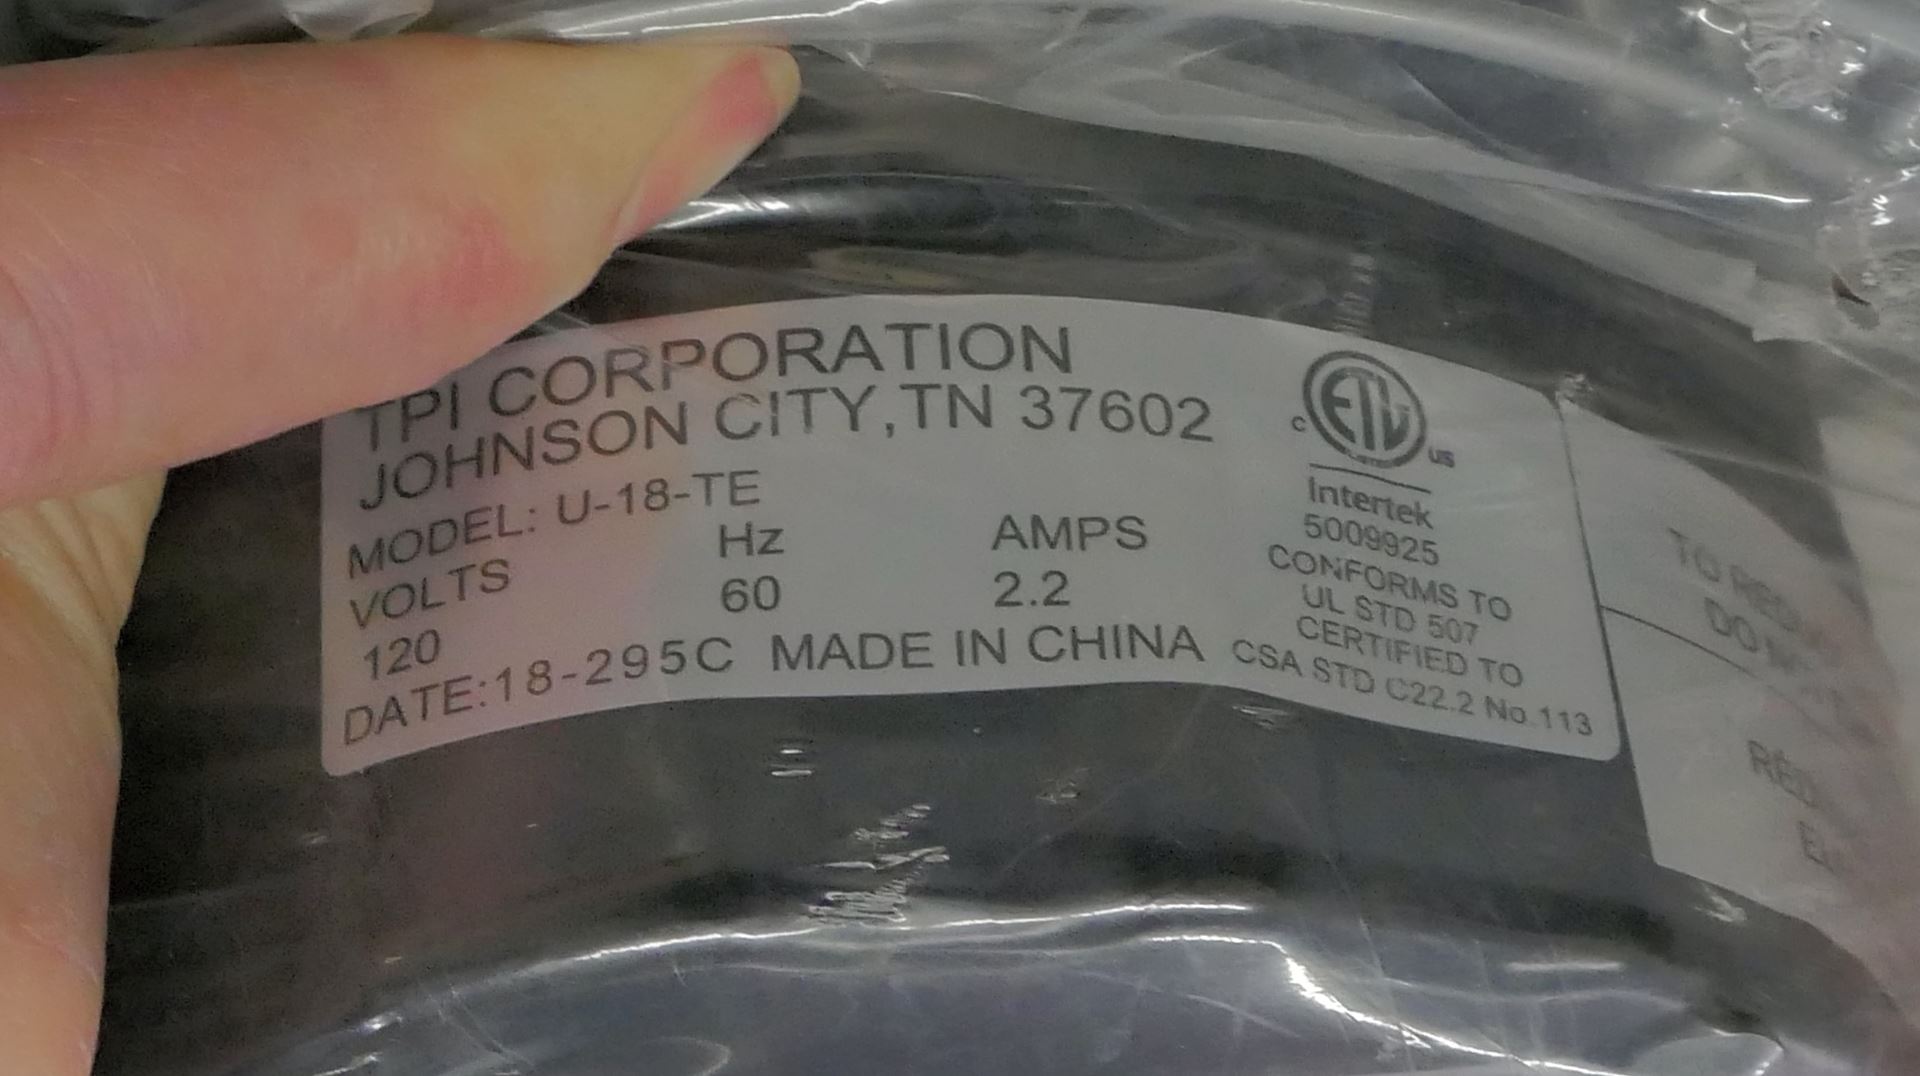 TPI CORPORATION
JOHNSON CITY, TN 37602
MODEL: U-18-TE
VOLTS Hz AMPS
120 60 2.2
DATE:18-295C MADE IN CHINA
ETL
c us
Intertek
5009925
CONFORMS TO
UL STD 507
CERTIFIED TO
CSA STD C22.2 No.113
TO
DO